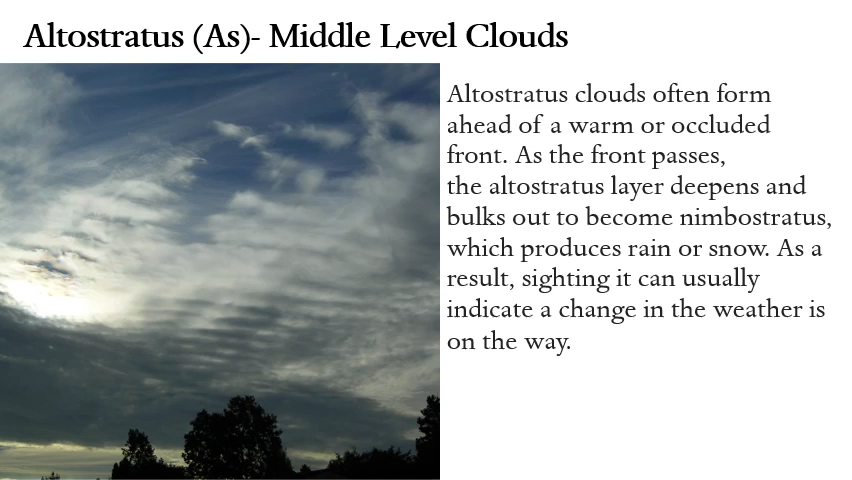 Altostratus (As)- Middle Level Clouds
Altostratus clouds often form
ahead of a warm or occluded
front. As the front passes,
the altostratus layer deepens and
bulks out to become nimbostratus,
which produces rain or snow. As a
result, sighting it can usually
indicate a change in the weather is
on the way.